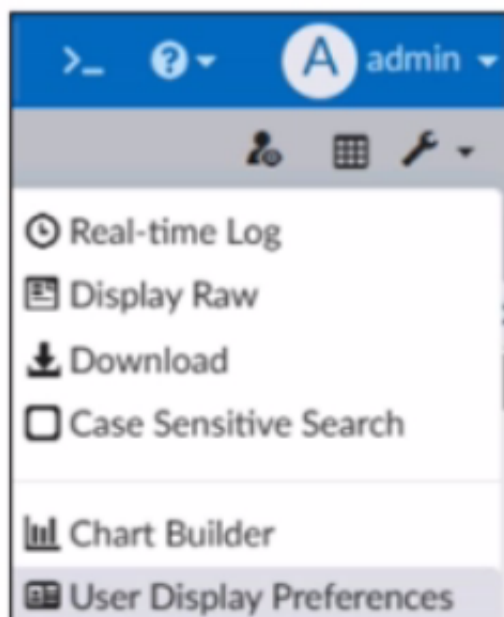 >_ ? A admin
Real-time Log
Display Raw
Download
Case Sensitive Search
Chart Builder
User Display Preferences